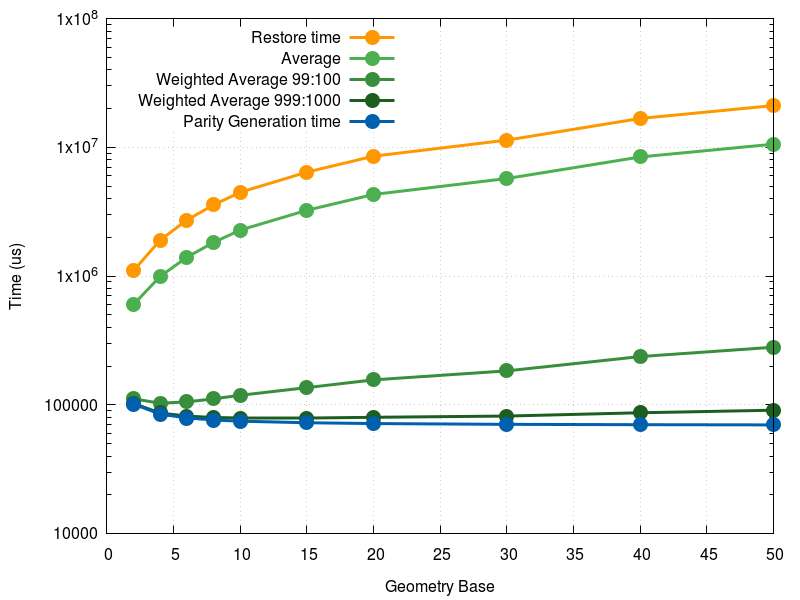 1x10^8
Restore time
Average
Weighted Average 99:100
Weighted Average 999:1000
Parity Generation time
1x10^7
1x10^6
100000
10000
Time (us)
0 5 10 15 20 25 30 35 40 45 50
Geometry Base